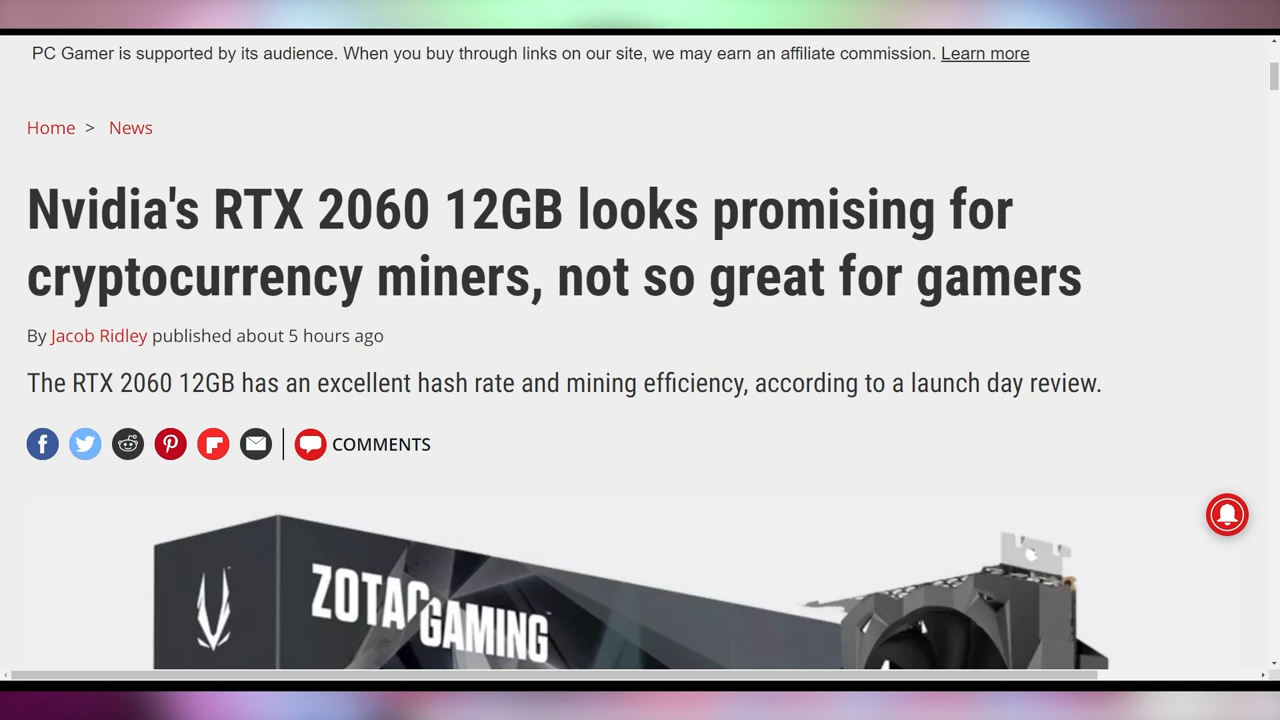 PC Gamer is supported by its audience. When you buy through links on our site, we may earn an affiliate commission. Learn more
Home > News
Nvidia's RTX 2060 12GB looks promising for
cryptocurrency miners, not so great for gamers
By Jacob Ridley published about 5 hours ago
The RTX 2060 12GB has an excellent hash rate and mining efficiency, according to a launch day review.
COMMENTS
ZOTAC GAMING